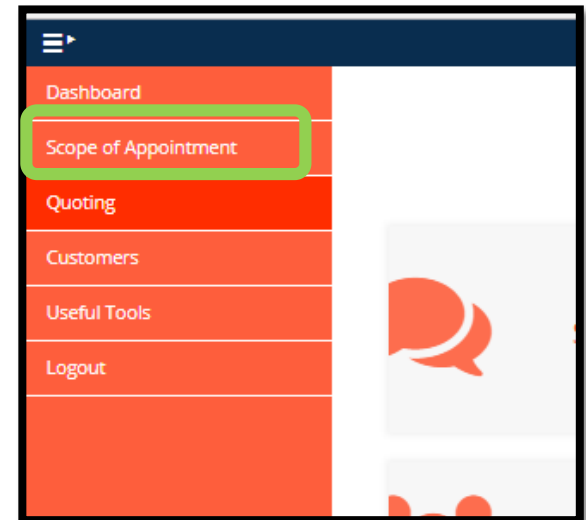 Dashboard
Scope of Appointment
Quoting
Customers
Useful Tools
Logout